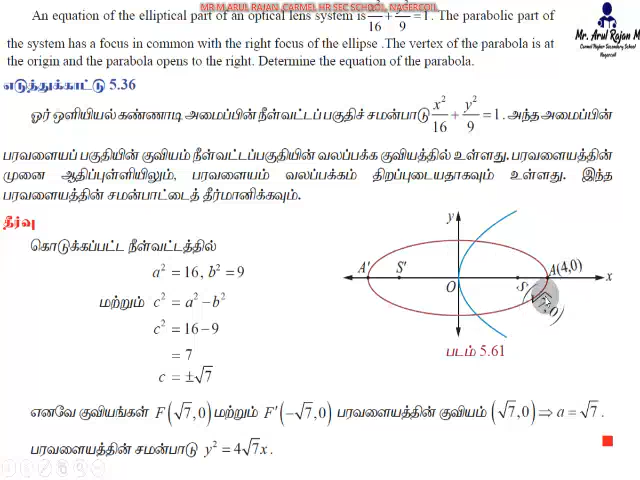 MR M ARUL RAJAN ,CARMEL HR SEC SCHOOL, NAGERCOIL
An equation of the elliptical part of an optical lens system is x²/16 + y²/9 = 1. The parabolic part of
the system has a focus in common with the right focus of the ellipse .The vertex of the parabola is at
the origin and the parabola opens to the right. Determine the equation of the parabola.
Mr. Arul Rajan M
Carmel Higher Secondary School
Nagercoil
எடுத்துக்காட்டு 5.36
ஓர் ஒளியியல் கண்ணாடி அமைப்பின் நீள்வட்டப் பகுதிச் சமன்பாடு x²/16 + y²/9 = 1. அந்த அமைப்பின்
பரவளையப் பகுதியின் குவியம் நீள்வட்டப்பகுதியின் வலப்பக்க குவியத்தில் உள்ளது. பரவளையத்தின்
முனை ஆதிப்புள்ளியிலும், பரவளையம் வலப்பக்கம் திறப்புடையதாகவும் உள்ளது. இந்த
பரவளையத்தின் சமன்பாட்டைத் தீர்மானிக்கவும்.
தீர்வு
கொடுக்கப்பட்ட நீள்வட்டத்தில்
a² = 16, b² = 9
மற்றும் c² = a² − b²
c² = 16 − 9
= 7
c = ±√7
y
A′ S′ O S A(4,0) x
(√7,0)
படம் 5.61
எனவே குவியங்கள் F(√7,0) மற்றும் F′(−√7,0) பரவளையத்தின் குவியம் (√7,0) ⇒ a = √7 .
பரவளையத்தின் சமன்பாடு y² = 4√7x .